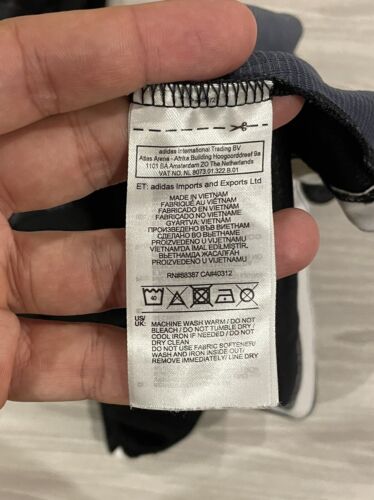 adidas International Trading BV
Atlas Arena - Afrika Building Hoogoorddreef 9a
1101 BA Amsterdam ZO The Netherlands
VAT NO. NL 8073.01.322.B.01
ET: adidas Imports and Exports Ltd
MADE IN VIETNAM
FABRIQUÉ AU VIETNAM
FABRICADO EN VIETNAM
FABRICADO NO VIETNAME
GYÁRTVA: VIETNAM
ПРОИЗВЕДЕНО ВЪВ ВИЕТНАМ
СДЕЛАНО ВО ВЬЕТНАМЕ
PROIZVEDENO U VIJETNAMU
VIETNAM'DA İMAL EDİLMİŞTİR.
ВЬЕТНАМДА ЖАСАЛҒАН
PROIZVEDENO U VIJETNAMU
RN#88387 CA#40312
40
US/
UK:
MACHINE WASH WARM / DO NOT
BLEACH / DO NOT TUMBLE DRY /
COOL IRON IF NEEDED / DO NOT
DRY CLEAN
DO NOT USE FABRIC SOFTENER/
WASH AND IRON INSIDE OUT/
REMOVE IMMEDIATELY/ LINE DRY